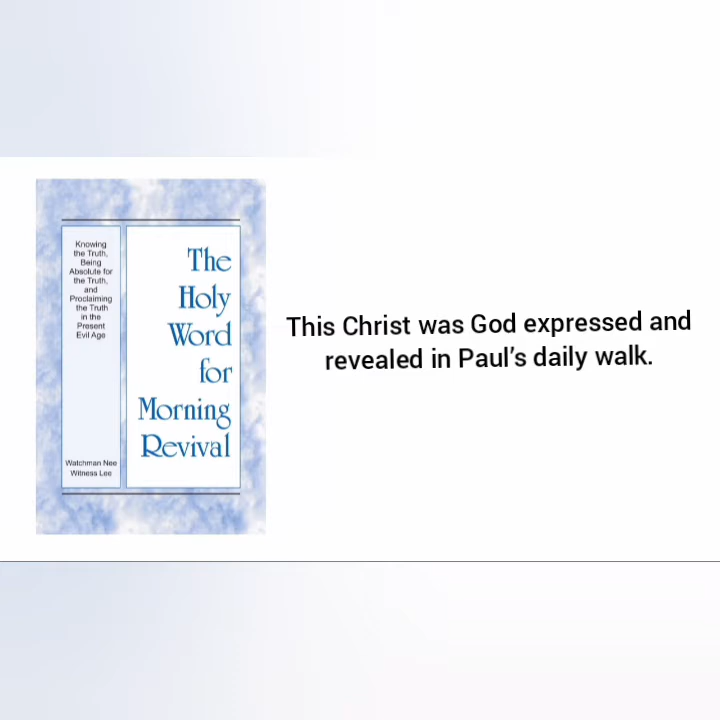 Knowing
the Truth,
Being
Absolute for
the Truth,
and
Proclaiming
the Truth
in the
Present
Evil Age
Watchman Nee
Witness Lee
The
Holy
Word
for
Morning
Revival
This Christ was God expressed and
revealed in Paul’s daily walk.